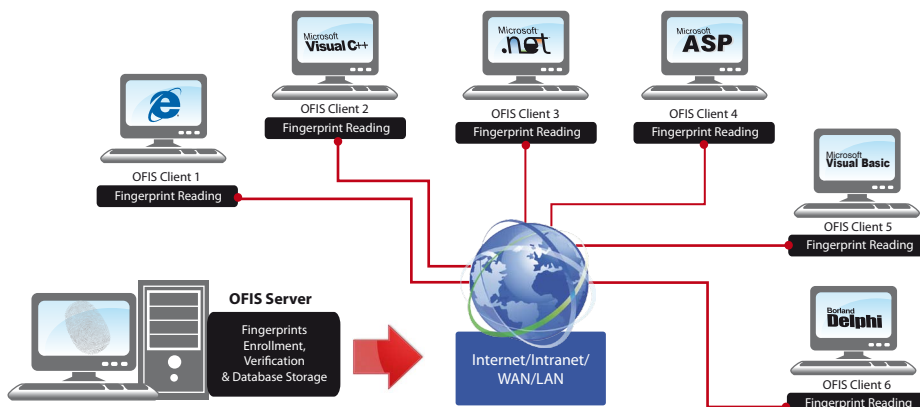 Microsoft
Visual C++
OFIS Client 2
Fingerprint Reading
Microsoft
.net
OFIS Client 3
Fingerprint Reading
Microsoft
ASP
OFIS Client 4
Fingerprint Reading
OFIS Client 1
Fingerprint Reading
Microsoft
Visual Basic
OFIS Client 5
Fingerprint Reading
OFIS Server
Fingerprints
Enrollment,
Verification
& Database Storage
Internet/Intranet/
WAN/LAN
Borland
Delphi
OFIS Client 6
Fingerprint Reading